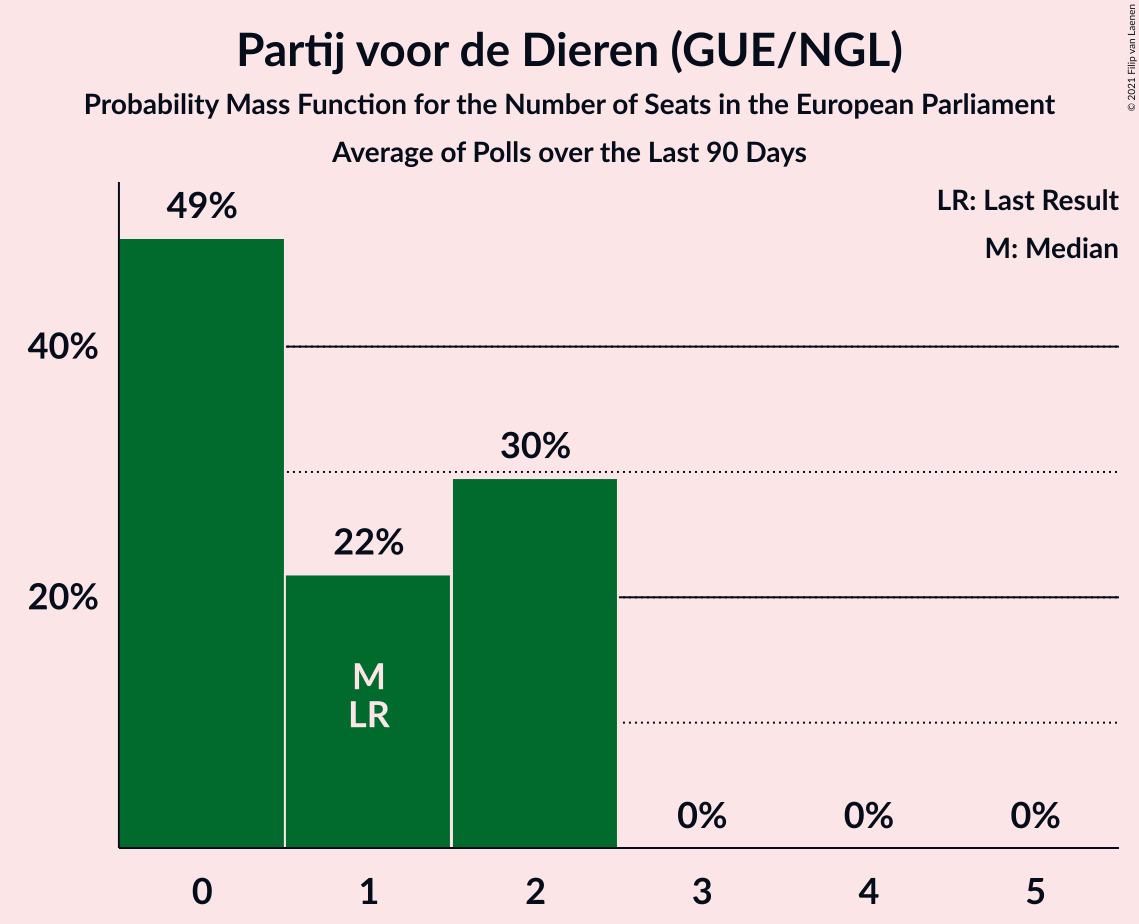 Partij voor de Dieren (GUE/NGL)
Probability Mass Function for the Number of Seats in the European Parliament
Average of Polls over the Last 90 Days
© 2021 Filip van Laenen
LR: Last Result
M: Median
49%
40%
30%
22%
20%
M
LR
0% 0% 0%
0 1 2 3 4 5